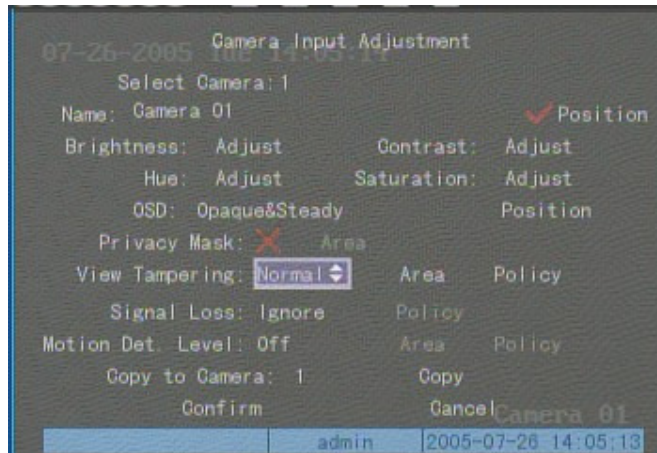 Camera Input Adjustment
07-26-2005 Tue 14:05:14
Select Camera: 1
Name: Camera 01 Position
Brightness: Adjust Contrast: Adjust
Hue: Adjust Saturation: Adjust
OSD: Opaque&Steady Position
Privacy Mask: Area
View Tampering: Normal Area Policy
Signal Loss: Ignore Policy
Motion Det. Level: Off Area Policy
Copy to Camera: 1 Copy
Confirm Cancel
Camera 01
admin 2005-07-26 14:05:13